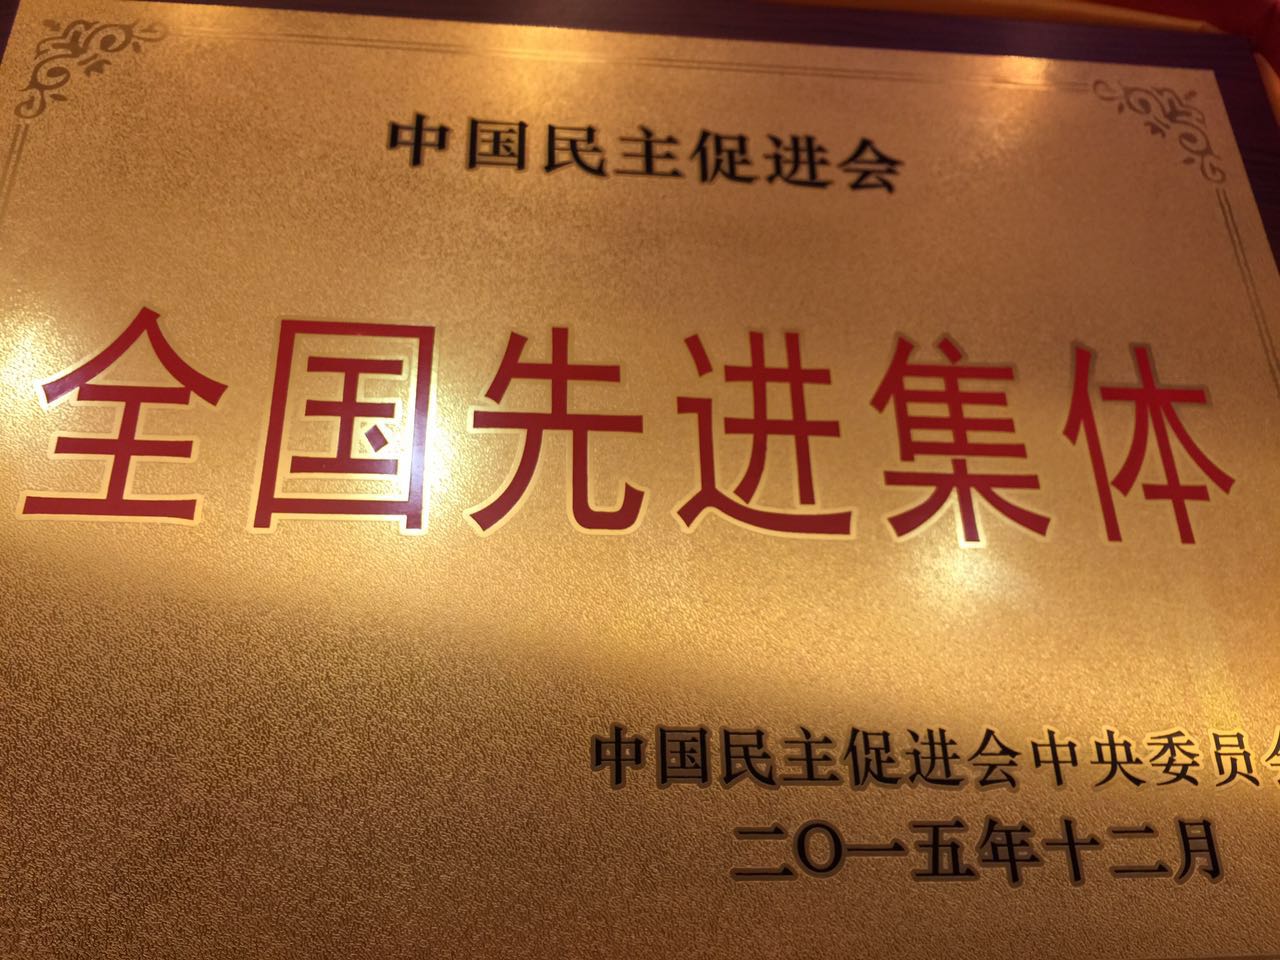 中国民主促进会
全国先进集体
中国民主促进会中央委员会
二〇一五年十二月